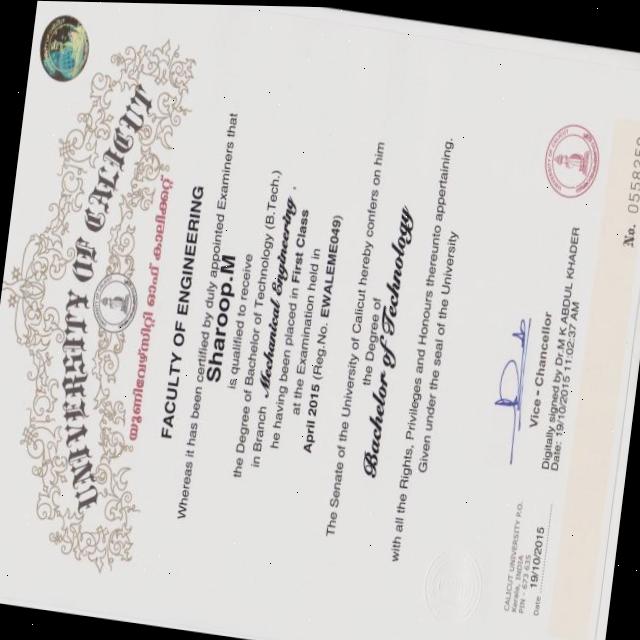 UNIVERSITY OF CALICUT
യൂണിവേഴ്സിറ്റി ഓഫ് കാലിക്കറ്റ്
FACULTY OF ENGINEERING
Whereas it has been certified by duly appointed Examiners that
Sharoop.M
is qualified to receive
the Degree of Bachelor of Technology (B.Tech.)
in Branch Mechanical Engineering,
he having been placed in First Class
at the Examination held in
April 2015 (Reg.No. EWALEME049)
The Senate of the University of Calicut hereby confers on him
the Degree of
Bachelor of Technology
with all the Rights, Privileges and Honours thereunto appertaining.
Given under the seal of the University
Vice - Chancellor
Digitally signed by Dr.M K ABDUL KHADER
Date: 19/10/2015 11:02:37 AM
CALICUT UNIVERSITY P.O.
Kerala, INDIA
PIN - 673 635
Date 19/10/2015
No. 0558